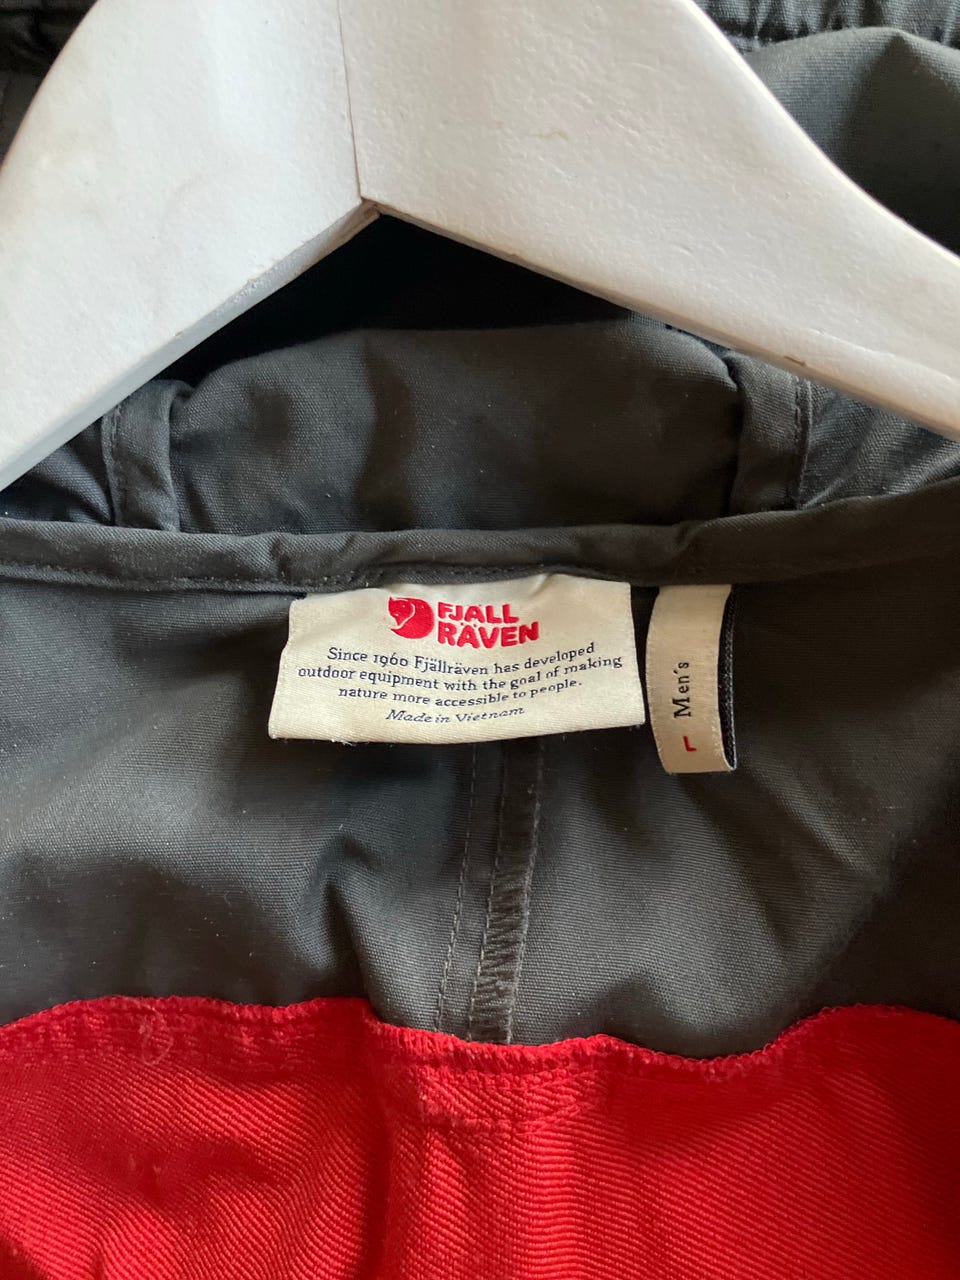 FJALL
RÄVEN
Since 1960 Fjällräven has developed
outdoor equipment with the goal of making
nature more accessible to people.
Made in Vietnam
Men's
L